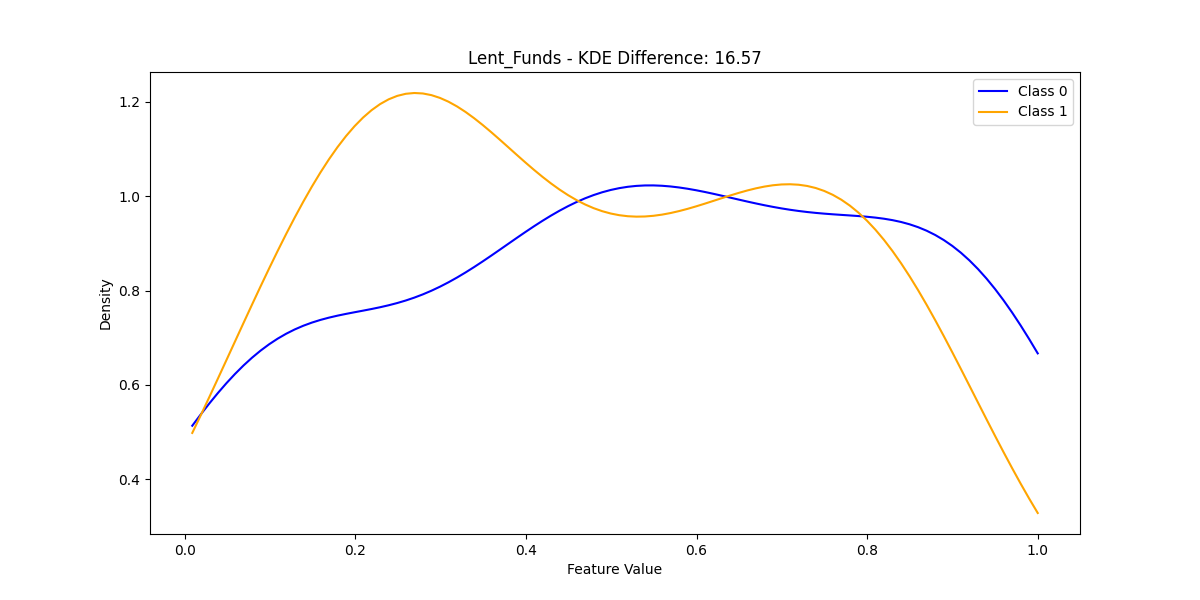 Lent_Funds - KDE Difference: 16.57
Class 0
Class 1
1.2
1.0
0.8
0.6
0.4
Density
0.0 0.2 0.4 0.6 0.8 1.0
Feature Value